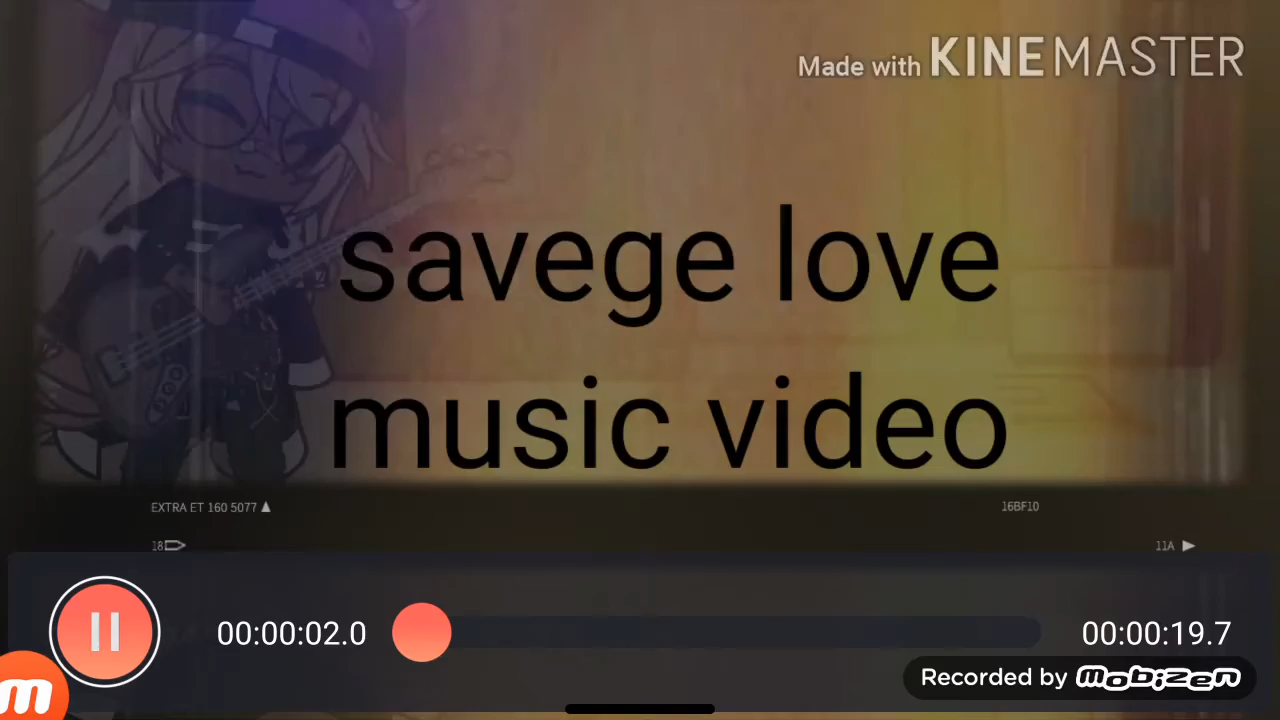 Made with KINEMASTER
savege love
music video
EXTRA ET 160 5077
16BF10
18
11A
00:00:02.0
00:00:19.7
Recorded by mobizen
m